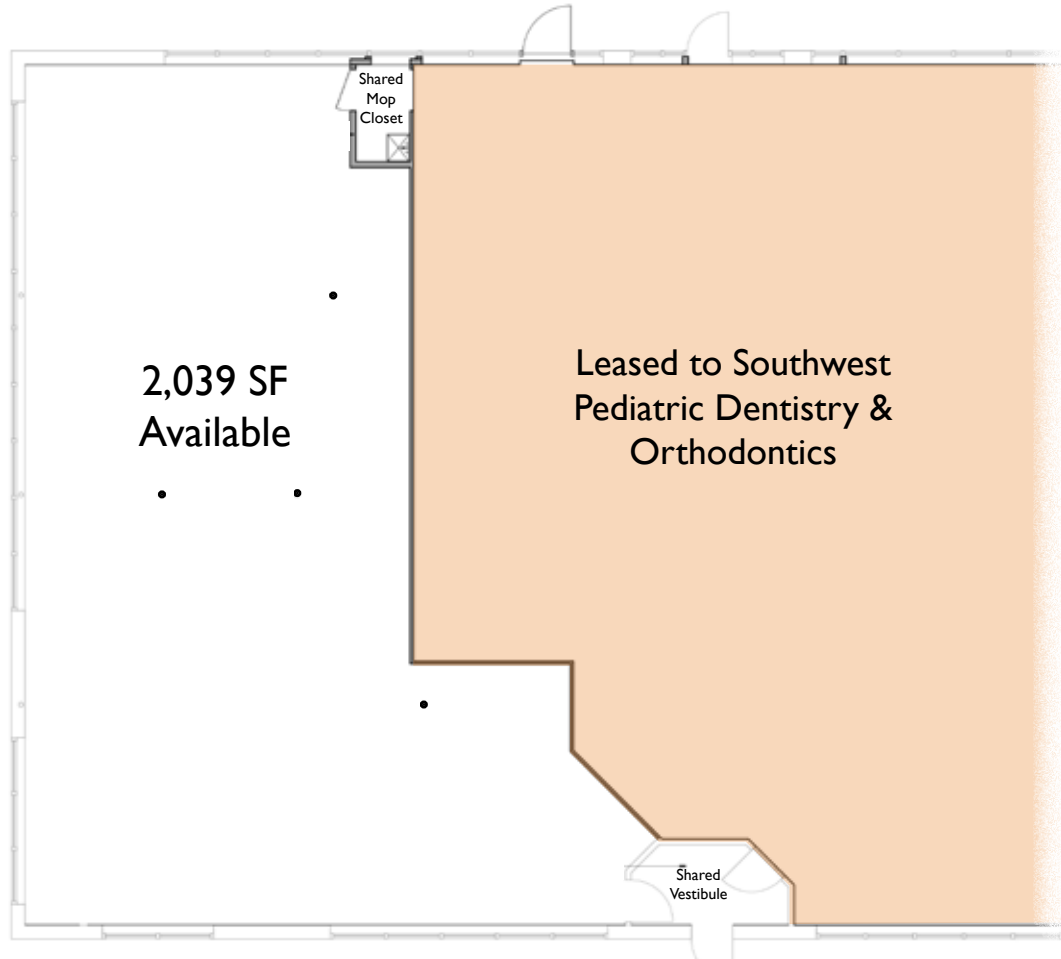 Shared
Mop
Closet
2,039 SF
Available
Leased to Southwest
Pediatric Dentistry &
Orthodontics
Shared
Vestibule